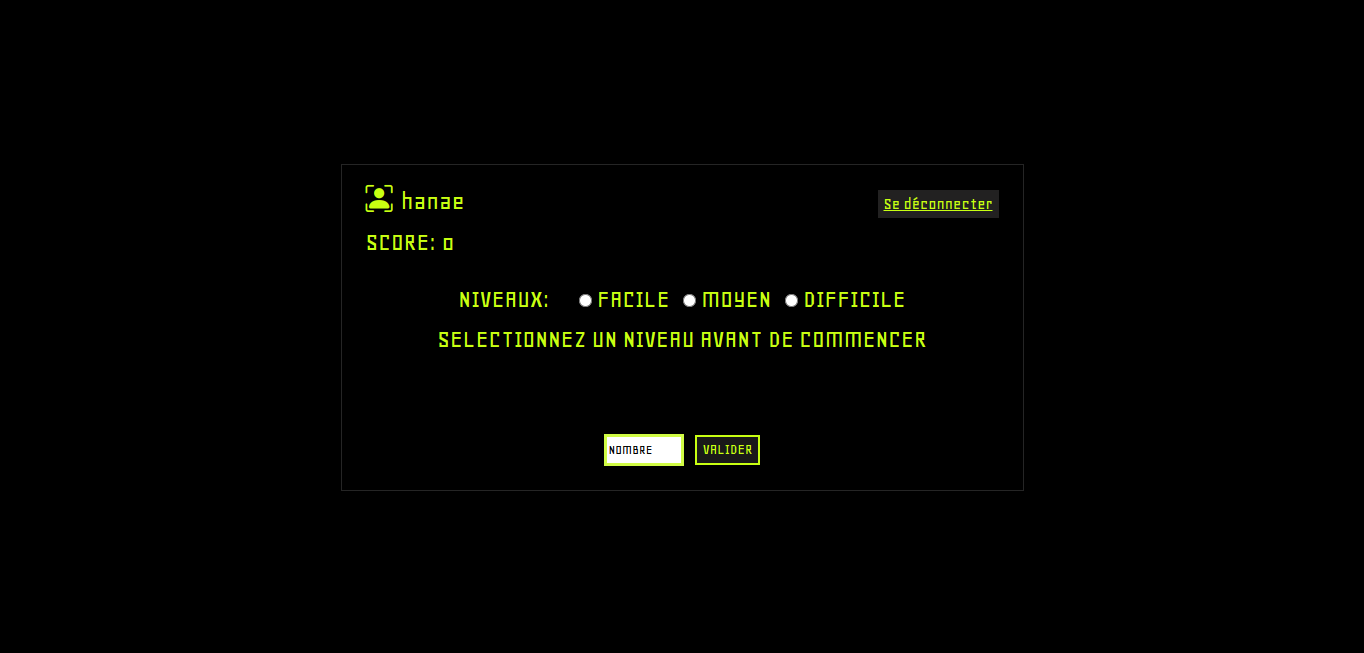 hanae
Se déconnecter
SCORE: 0
NIVEAUX: FACILE MOYEN DIFFICILE
SELECTIONNEZ UN NIVEAU AVANT DE COMMENCER
NOMBRE VALIDER